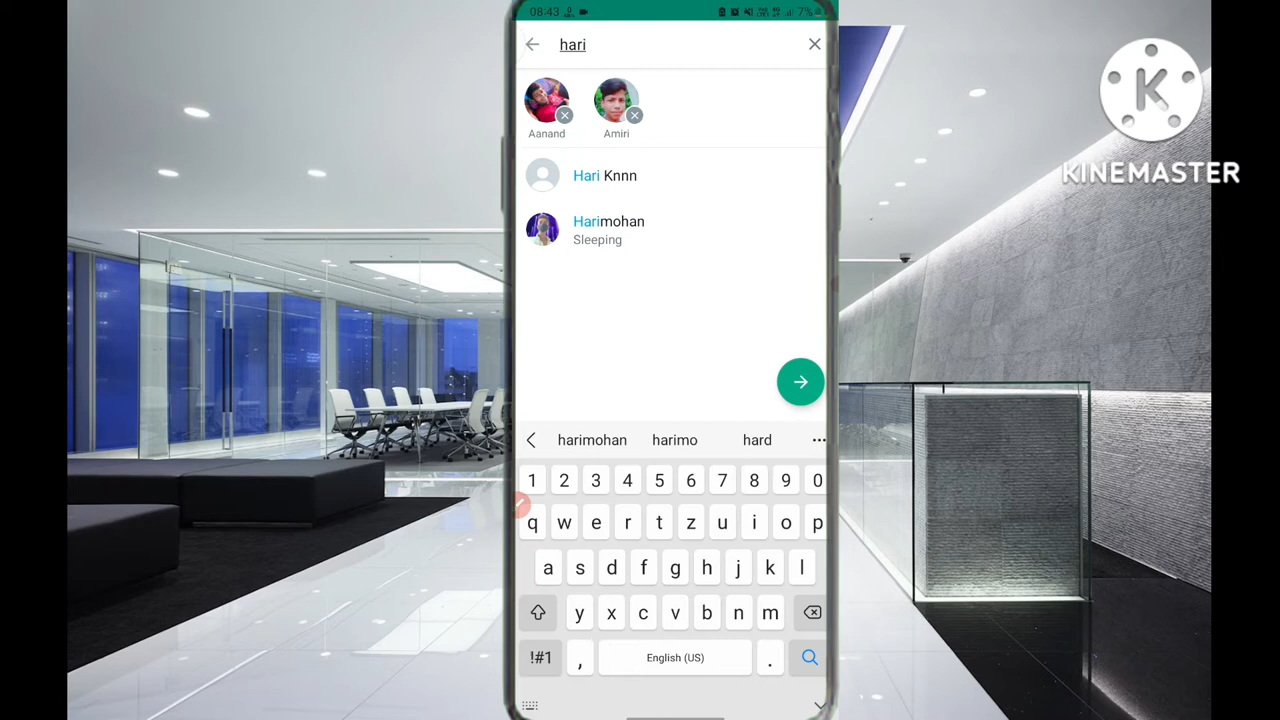 08:43
7%
hari
Aanand
Amiri
Hari Knnn
Harimohan
Sleeping
harimohan harimo hard
1 2 3 4 5 6 7 8 9 0
q w e r t z u i o p
a s d f g h j k l
y x c v b n m
!#1 , English (US) .
K
KINEMASTER